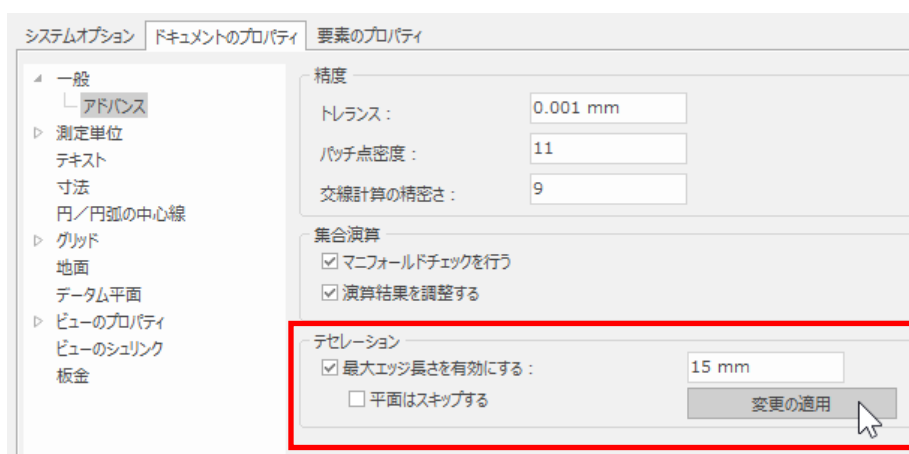 システムオプション ドキュメントのプロパティ 要素のプロパティ
一般
アドバンス
測定単位
テキスト
寸法
円／円弧の中心線
グリッド
地面
データム平面
ビューのプロパティ
ビューのシュリンク
板金
精度
トレランス： 0.001 mm
パッチ点密度： 11
交線計算の精密さ： 9
集合演算
マニフォールドチェックを行う
演算結果を調整する
テセレーション
最大エッジ長さを有効にする： 15 mm
平面はスキップする 変更の適用